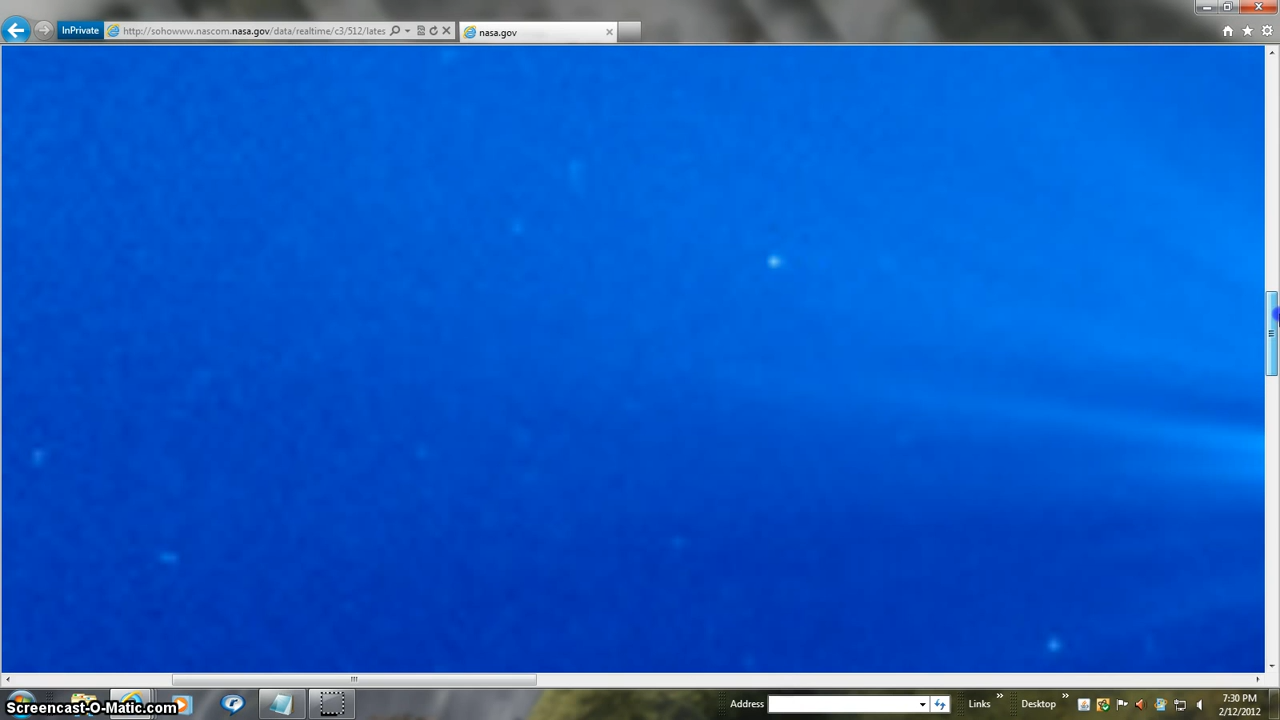 InPrivate
http://sohowww.nascom.nasa.gov/data/realtime/c3/512/lates
nasa.gov
Address
Links
»
Desktop
»
7:30 PM
2/12/2012
Screencast-O-Matic.com